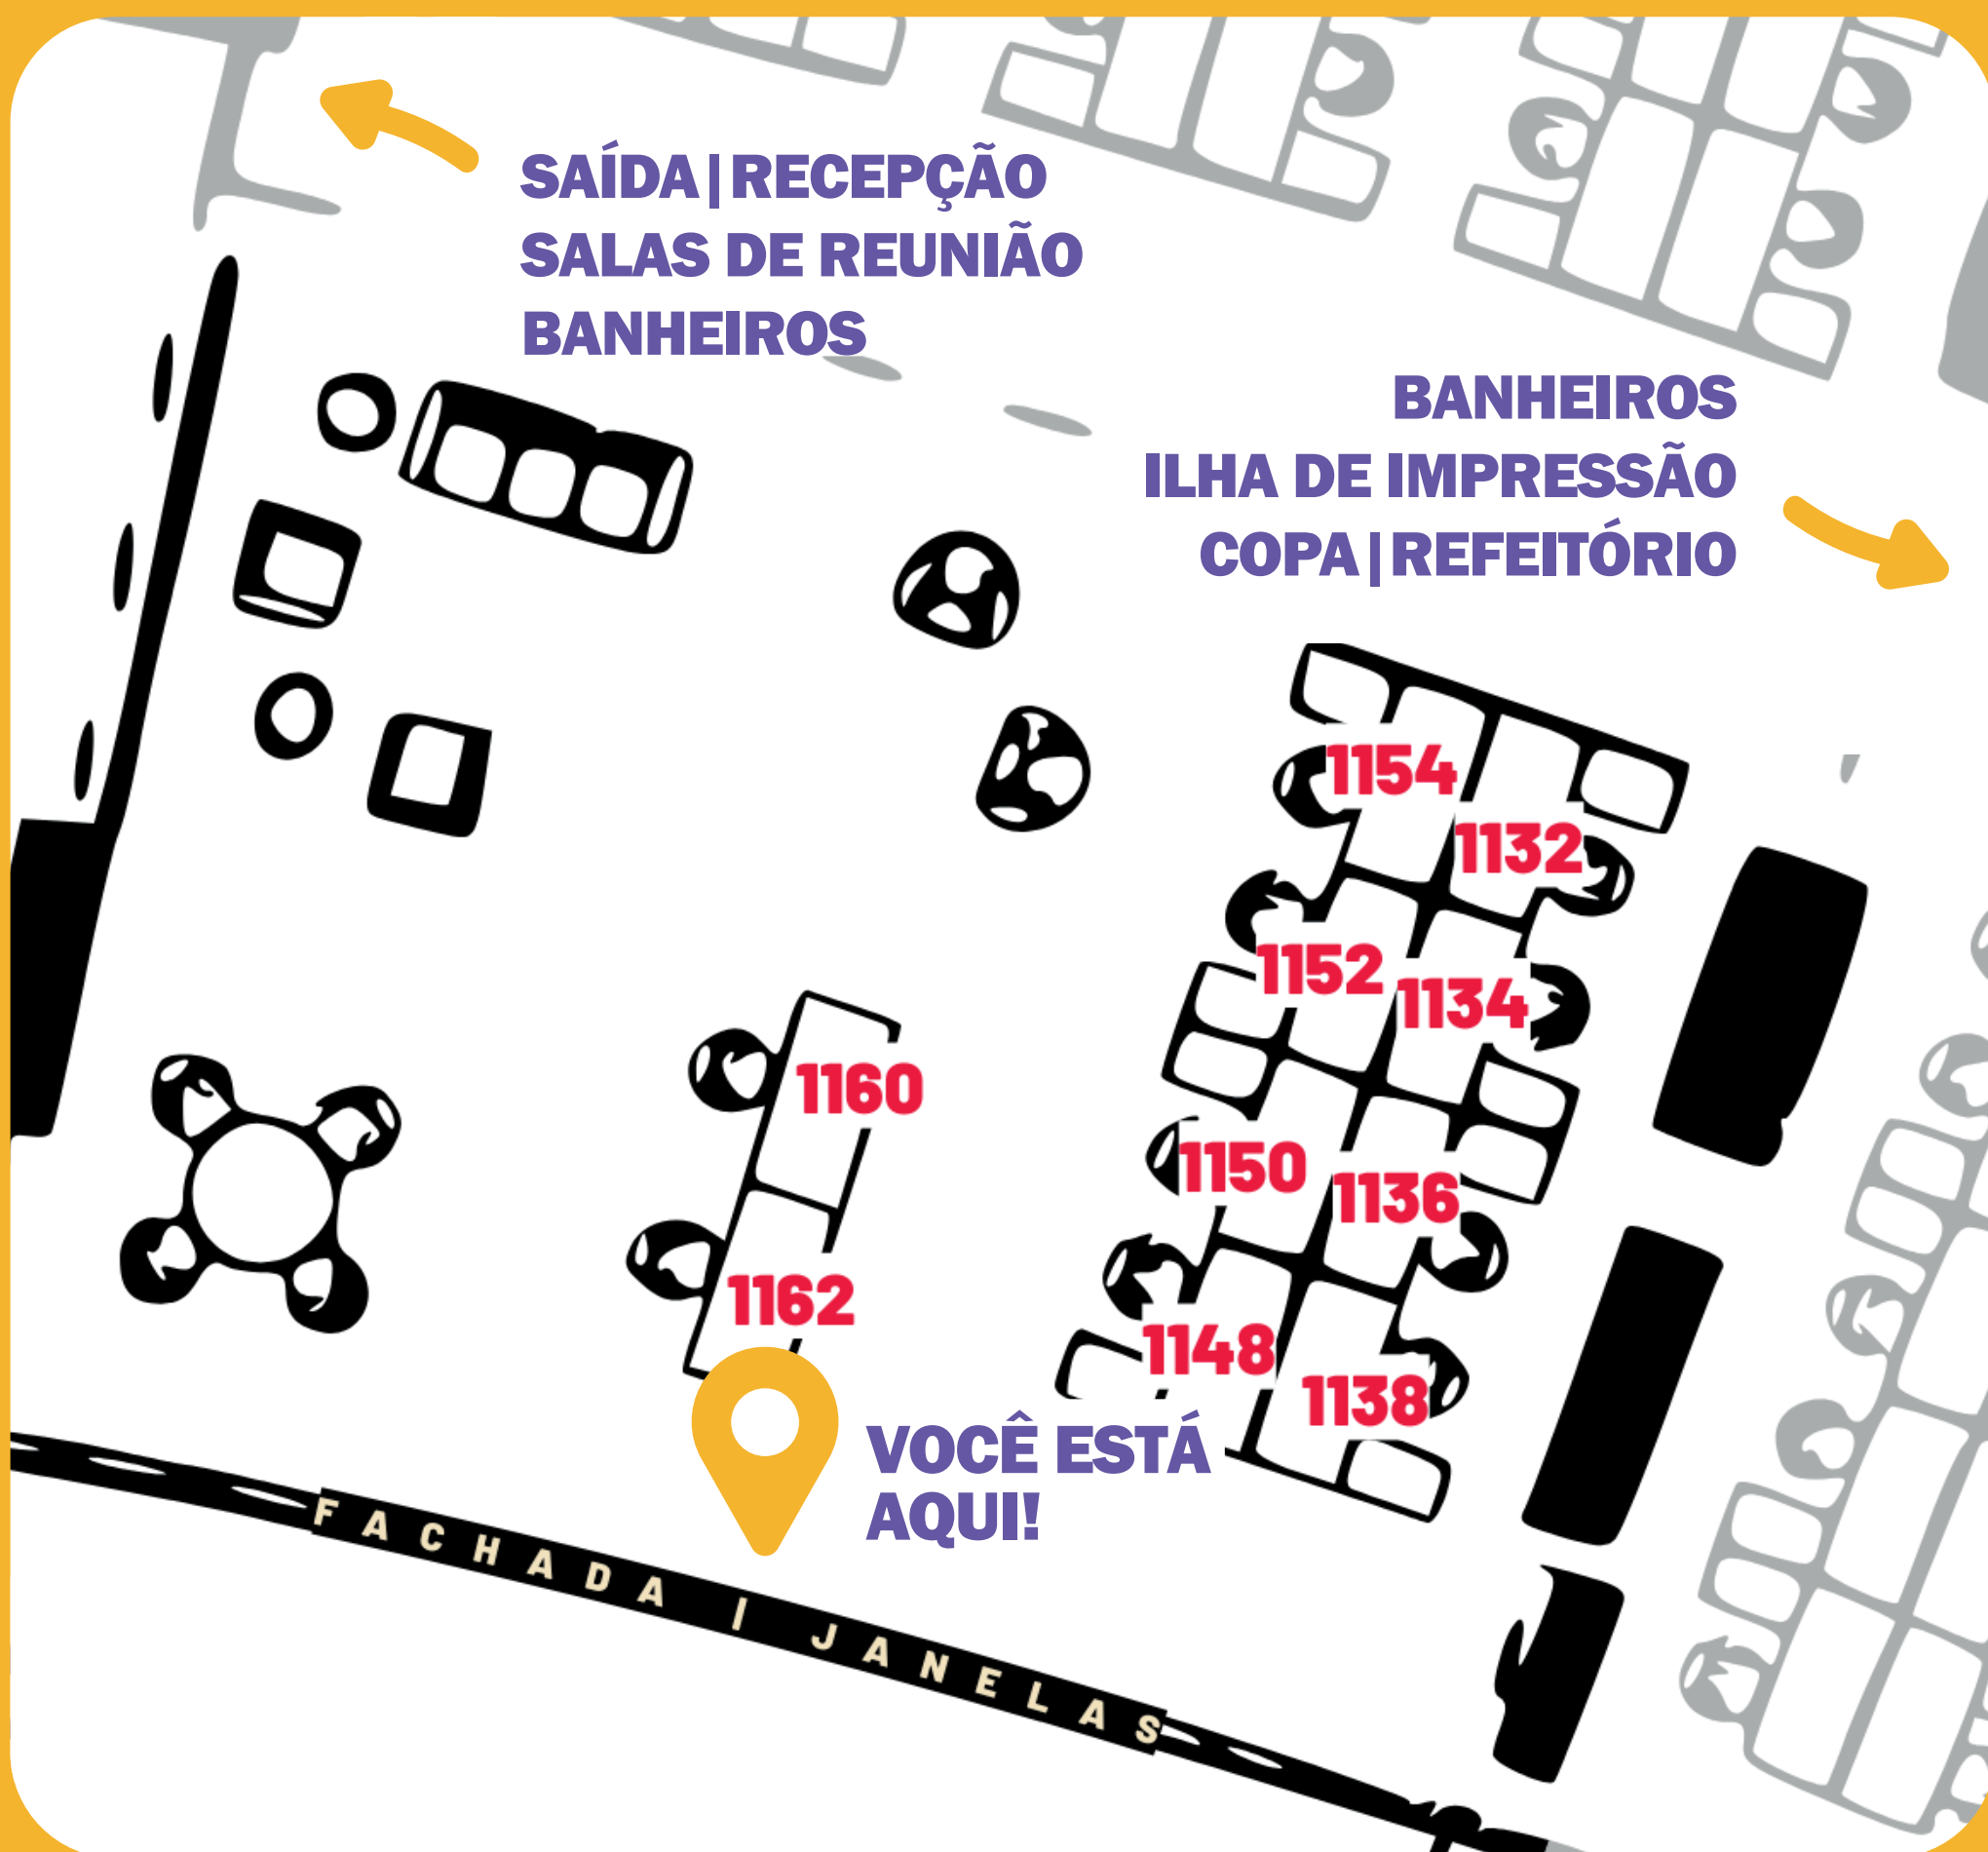 SAÍDA|RECEPÇÃO
SALAS DE REUNIÃO
BANHEIROS
BANHEIROS
ILHA DE IMPRESSÃO
COPA|REFEITÓRIO
1154
1132
1152
1134
1160
1150
1136
1162
1148
1138
VOCÊ ESTÁ
AQUI!
FACHADA | JANELAS